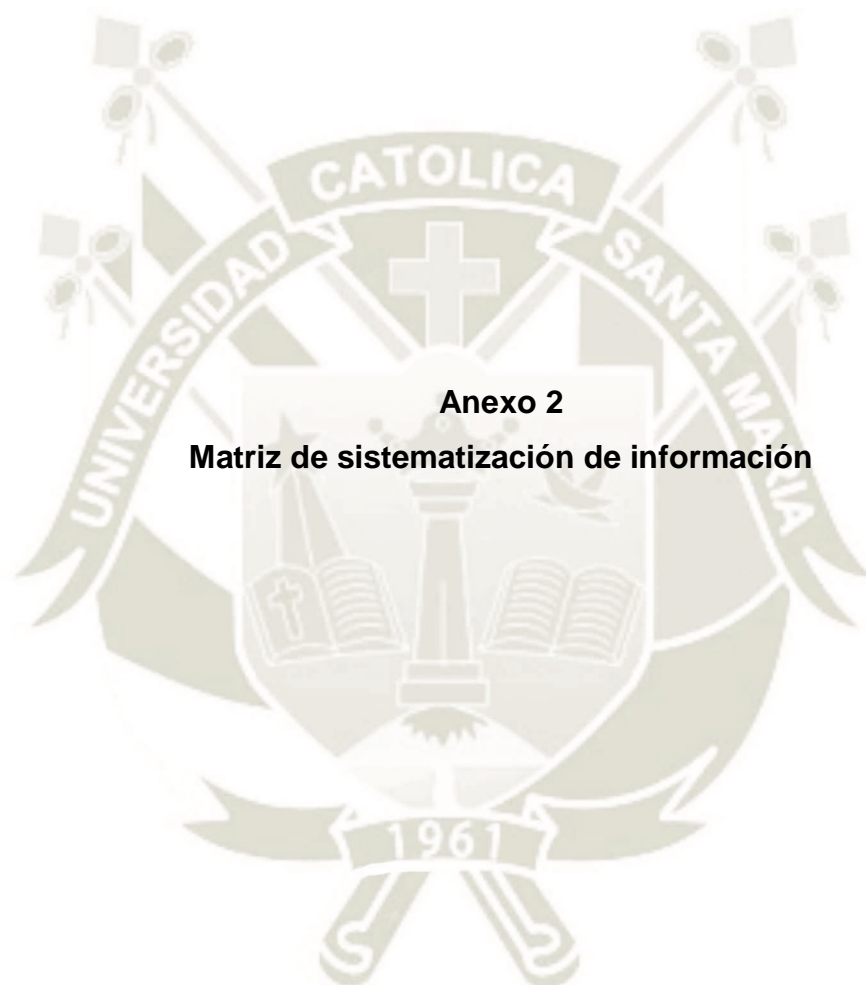 CATOLICA
UNIVERSIDAD
SANTA MARIA
Anexo 2
Matriz de sistematización de información
1961